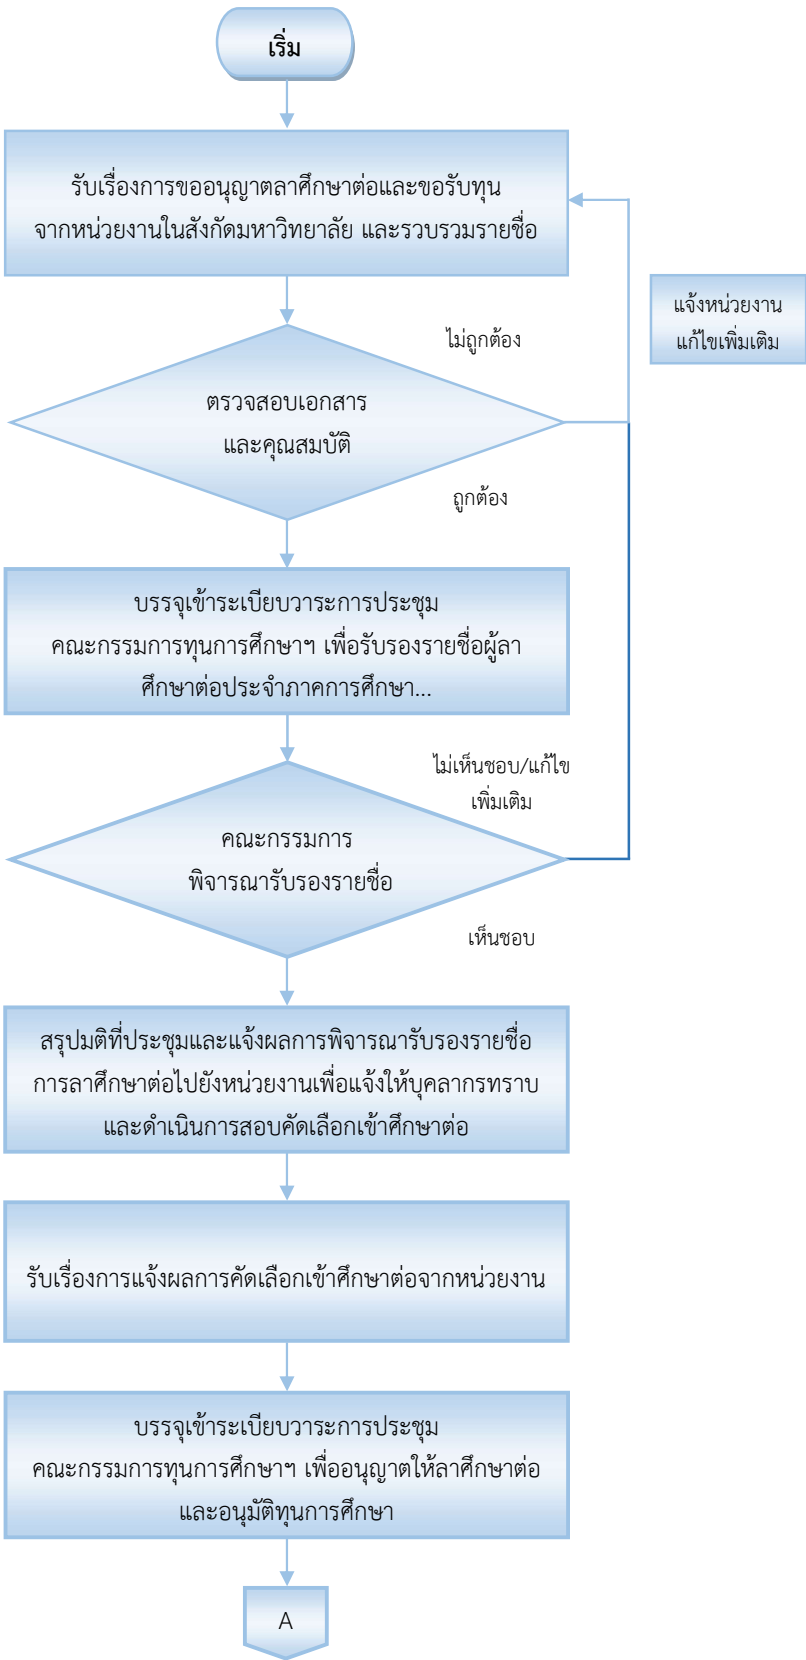 เริ่ม
รับเรื่องการขออนุญาตลาศึกษาต่อและขอรับทุน
จากหน่วยงานในสังกัดมหาวิทยาลัย และรวบรวมรายชื่อ
แจ้งหน่วยงาน
แก้ไขเพิ่มเติม
ไม่ถูกต้อง
ตรวจสอบเอกสาร
และคุณสมบัติ
ถูกต้อง
บรรจุเข้าระเบียบวาระการประชุม
คณะกรรมการทุนการศึกษาฯ เพื่อรับรองรายชื่อผู้ลา
ศึกษาต่อประจำภาคการศึกษา...
ไม่เห็นชอบ/แก้ไข
เพิ่มเติม
คณะกรรมการ
พิจารณารับรองรายชื่อ
เห็นชอบ
สรุปมติที่ประชุมและแจ้งผลการพิจารณารับรองรายชื่อ
การลาศึกษาต่อไปยังหน่วยงานเพื่อแจ้งให้บุคลากรทราบ
และดำเนินการสอบคัดเลือกเข้าศึกษาต่อ
รับเรื่องการแจ้งผลการคัดเลือกเข้าศึกษาต่อจากหน่วยงาน
บรรจุเข้าระเบียบวาระการประชุม
คณะกรรมการทุนการศึกษาฯ เพื่ออนุญาตให้ลาศึกษาต่อ
และอนุมัติทุนการศึกษา
A